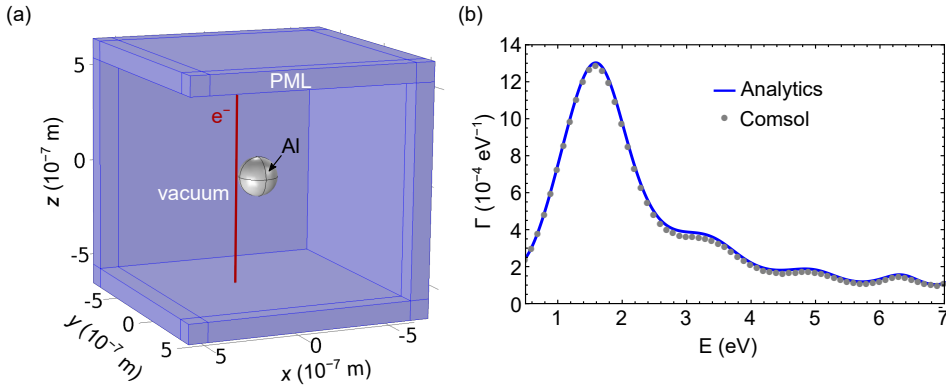 (a)
5
0
-5
z (10⁻⁷ m)
PML
e⁻
Al
vacuum
-5
0
5
y (10⁻⁷ m)
5
0
-5
x (10⁻⁷ m)
(b)
14
12
10
8
6
4
2
0
Γ (10⁻⁴ eV⁻¹)
Analytics
Comsol
1 2 3 4 5 6 7
E (eV)